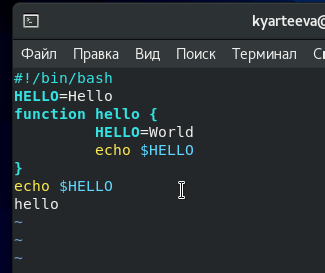 kyarteeva@
Файл Правка Вид Поиск Терминал
#!/bin/bash
HELLO=Hello
function hello {
        HELLO=World
        echo $HELLO
}
echo $HELLO
hello
~
~
~